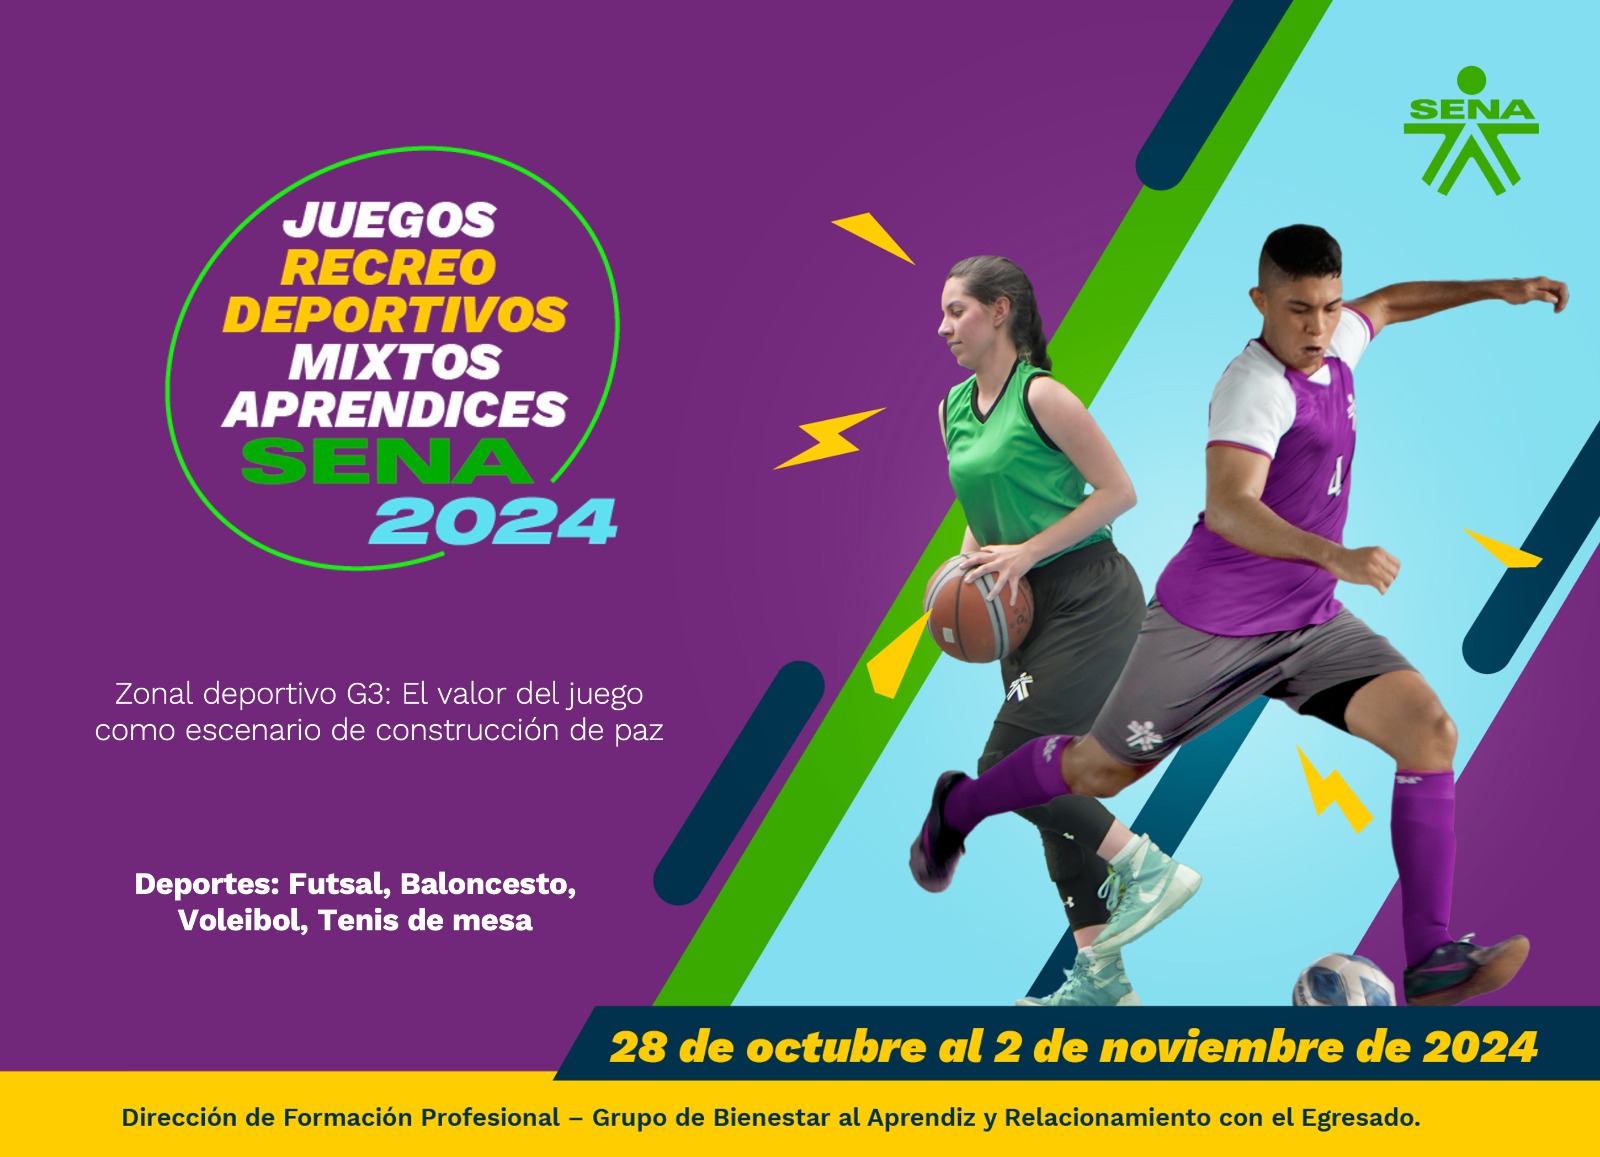 JUEGOS
RECREO
DEPORTIVOS
MIXTOS
APRENDICES
SENA
2024
SENA
4
Zonal deportivo G3: El valor del juego
como escenario de construcción de paz
Deportes: Futsal, Baloncesto,
Voleibol, Tenis de mesa
28 de octubre al 2 de noviembre de 2024
Dirección de Formación Profesional – Grupo de Bienestar al Aprendiz y Relacionamiento con el Egresado.